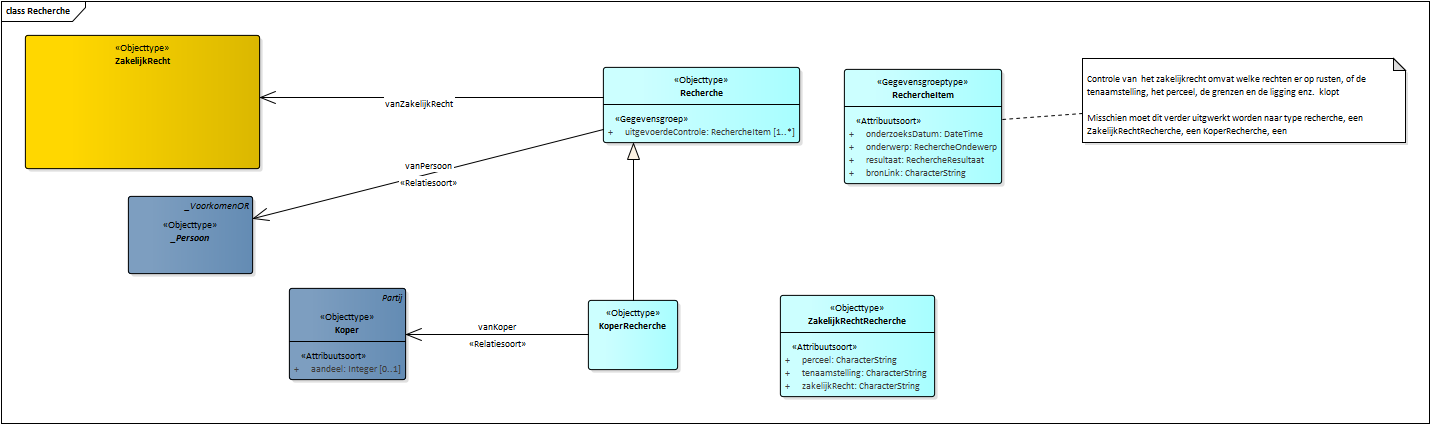 class Recherche
«Objecttype»
ZakelijkRecht
vanZakelijkRecht
«Objecttype»
Recherche
«Gegevensgroep»
+ uitgevoerdeControle: RechercheItem [1..*]
«Gegevensgroeptype»
RechercheItem
«Attribuutsoort»
+ onderzoeksDatum: DateTime
+ onderwerp: RechercheOndewerp
+ resultaat: RechercheResultaat
+ bronLink: CharacterString
Controle van het zakelijkrecht omvat welke rechten er op rusten, of de
tenaamstelling, het perceel, de grenzen en de ligging enz. klopt
Misschien moet dit verder uitgwerkt worden naar type recherche, een
ZakelijkRechtRecherche, een KoperRecherche, een
vanPersoon
«Relatiesoort»
_VoorkomenOR
«Objecttype»
_Persoon
Partij
«Objecttype»
Koper
«Attribuutsoort»
+ aandeel: Integer [0..1]
vanKoper
«Relatiesoort»
«Objecttype»
KoperRecherche
«Objecttype»
ZakelijkRechtRecherche
«Attribuutsoort»
+ perceel: CharacterString
+ tenaamstelling: CharacterString
+ zakelijkRecht: CharacterString